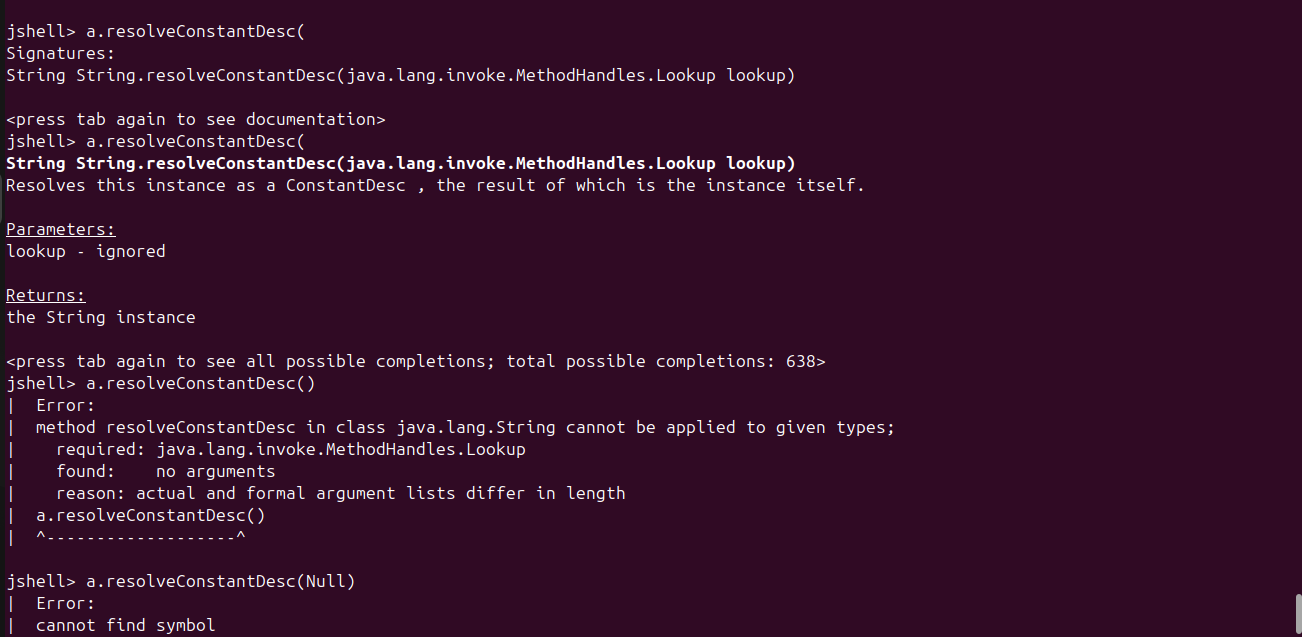 jshell> a.resolveConstantDesc(
Signatures:
String String.resolveConstantDesc(java.lang.invoke.MethodHandles.Lookup lookup)
<press tab again to see documentation>
jshell> a.resolveConstantDesc(
String String.resolveConstantDesc(java.lang.invoke.MethodHandles.Lookup lookup)
Resolves this instance as a ConstantDesc , the result of which is the instance itself.
Parameters:
lookup - ignored
Returns:
the String instance
<press tab again to see all possible completions; total possible completions: 638>
jshell> a.resolveConstantDesc()
|  Error:
|  method resolveConstantDesc in class java.lang.String cannot be applied to given types;
|    required: java.lang.invoke.MethodHandles.Lookup
|    found:    no arguments
|    reason: actual and formal argument lists differ in length
|  a.resolveConstantDesc()
|  ^-------------------^
jshell> a.resolveConstantDesc(Null)
|  Error:
|  cannot find symbol